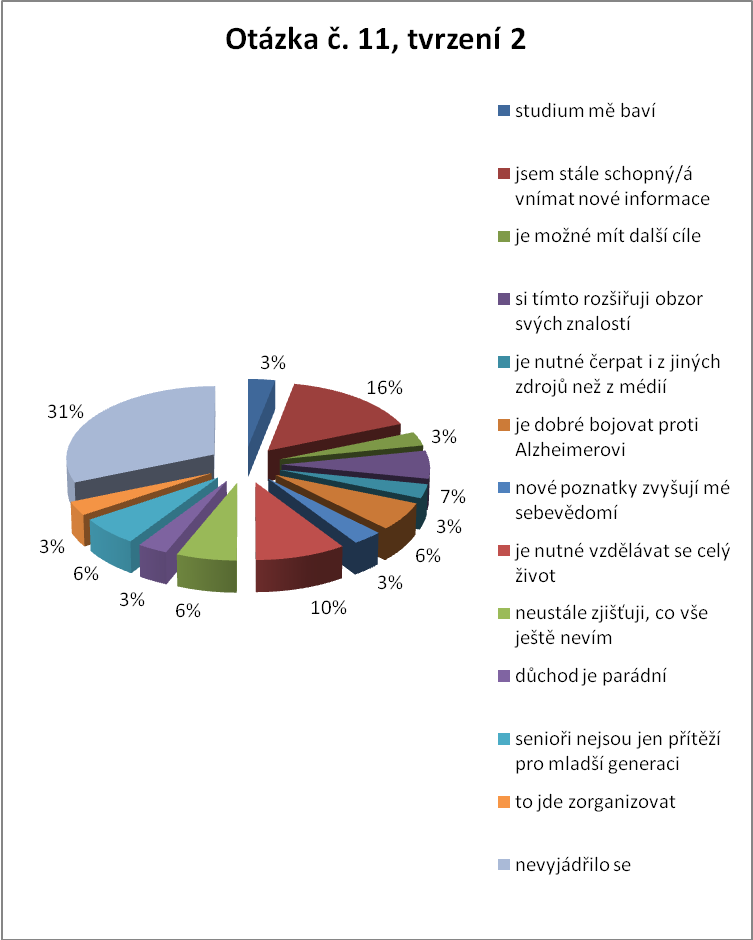 Otázka č. 11, tvrzení 2
3%
16%
3%
7%
3%
6%
3%
10%
6%
3%
6%
3%
31%
studium mě baví
jsem stále schopný/á
vnímat nové informace
je možné mít další cíle
si tímto rozšiřuji obzor
svých znalostí
je nutné čerpat i z jiných
zdrojů než z médií
je dobré bojovat proti
Alzheimerovi
nové poznatky zvyšují mé
sebevědomí
je nutné vzdělávat se celý
život
neustále zjišťuji, co vše
ještě nevím
důchod je parádní
senioři nejsou jen přítěží
pro mladší generaci
to jde zorganizovat
nevyjádřilo se